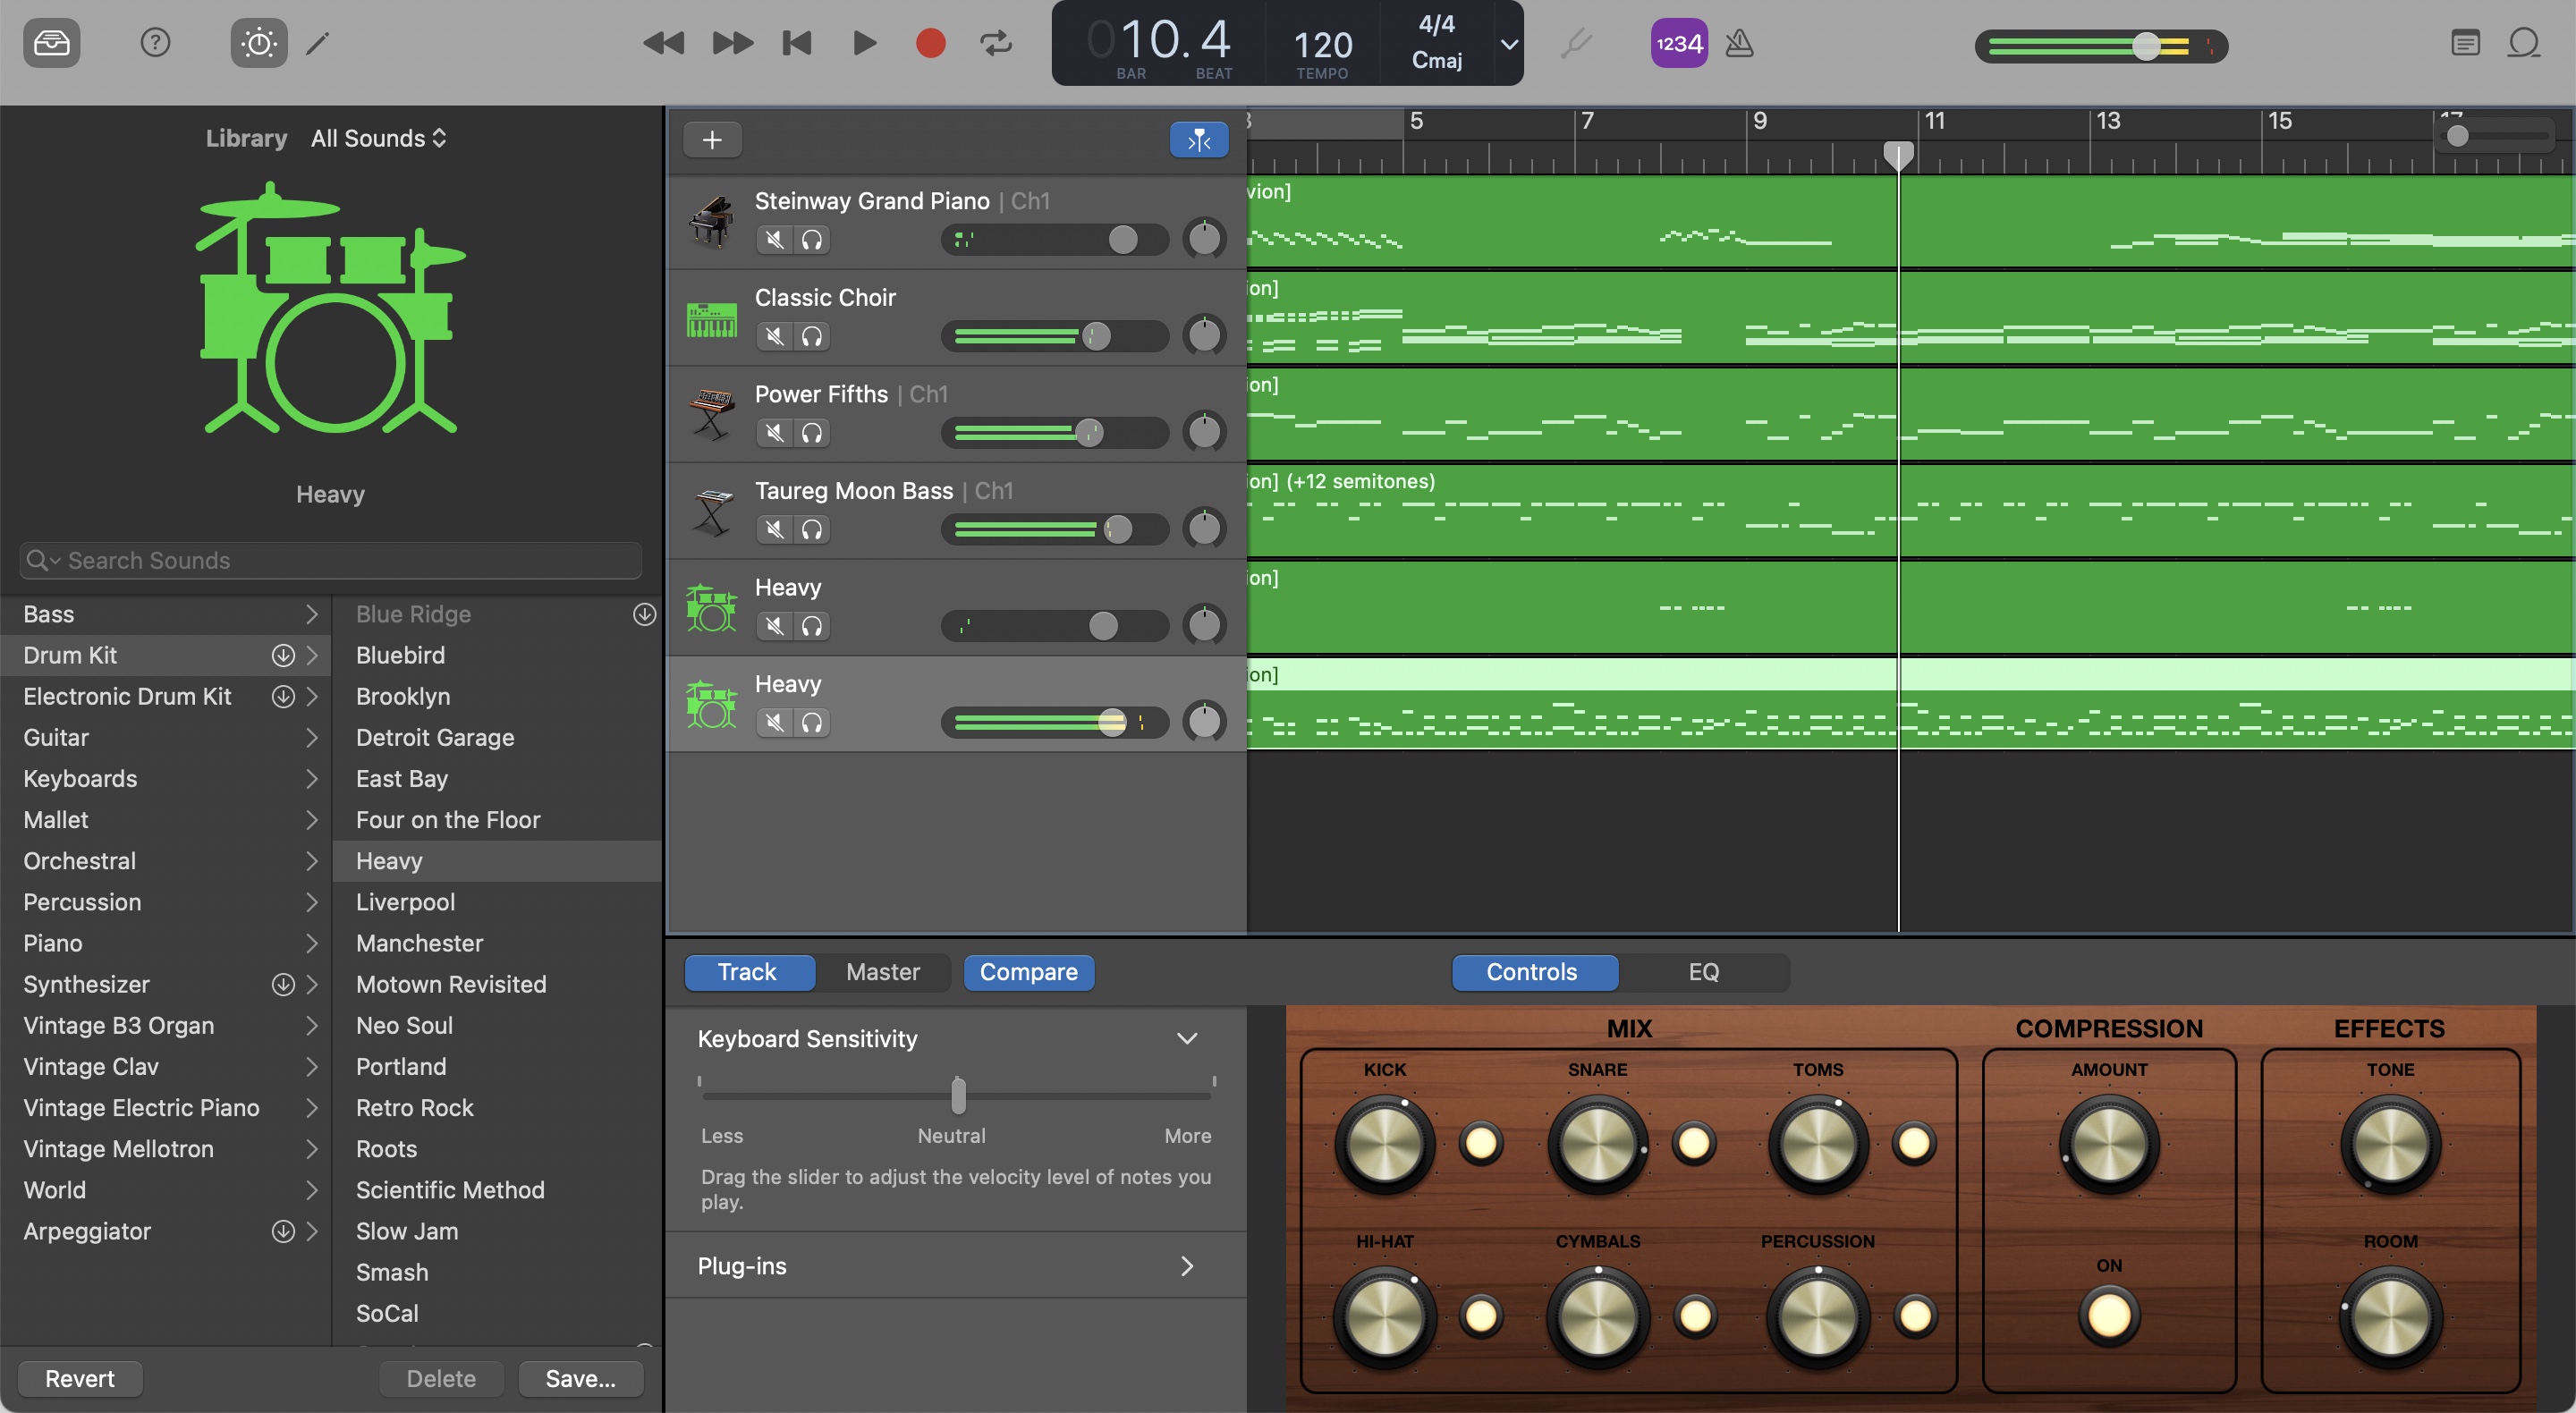 010.4
BAR BEAT
120
TEMPO
4/4
Cmaj
1234
Library All Sounds
Heavy
Search Sounds
Bass
Drum Kit
Electronic Drum Kit
Guitar
Keyboards
Mallet
Orchestral
Percussion
Piano
Synthesizer
Vintage B3 Organ
Vintage Clav
Vintage Electric Piano
Vintage Mellotron
World
Arpeggiator
Blue Ridge
Bluebird
Brooklyn
Detroit Garage
East Bay
Four on the Floor
Heavy
Liverpool
Manchester
Motown Revisited
Neo Soul
Portland
Retro Rock
Roots
Scientific Method
Slow Jam
Smash
SoCal
Revert Delete Save...
5 7 9 11 13 15 17
Steinway Grand Piano | Ch1
vion]
Classic Choir
ion]
Power Fifths | Ch1
ion]
Taureg Moon Bass | Ch1
ion] (+12 semitones)
Heavy
ion]
Heavy
ion]
Track Master Compare
Controls EQ
Keyboard Sensitivity
Less Neutral More
Drag the slider to adjust the velocity level of notes you
play.
Plug-ins
MIX COMPRESSION EFFECTS
KICK SNARE TOMS AMOUNT TONE
HI-HAT CYMBALS PERCUSSION ON ROOM